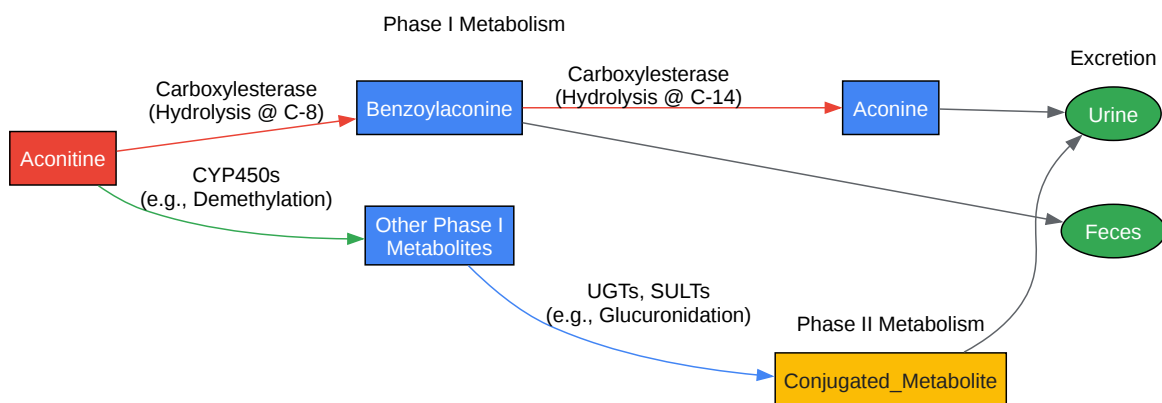 Phase I Metabolism
Excretion
Carboxylesterase
(Hydrolysis @ C-8)
Carboxylesterase
(Hydrolysis @ C-14)
Benzoylaconine
Aconine
Urine
Aconitine
CYP450s
(e.g., Demethylation)
Other Phase I
Metabolites
Feces
UGTs, SULTs
(e.g., Glucuronidation)
Phase II Metabolism
Conjugated_Metabolite